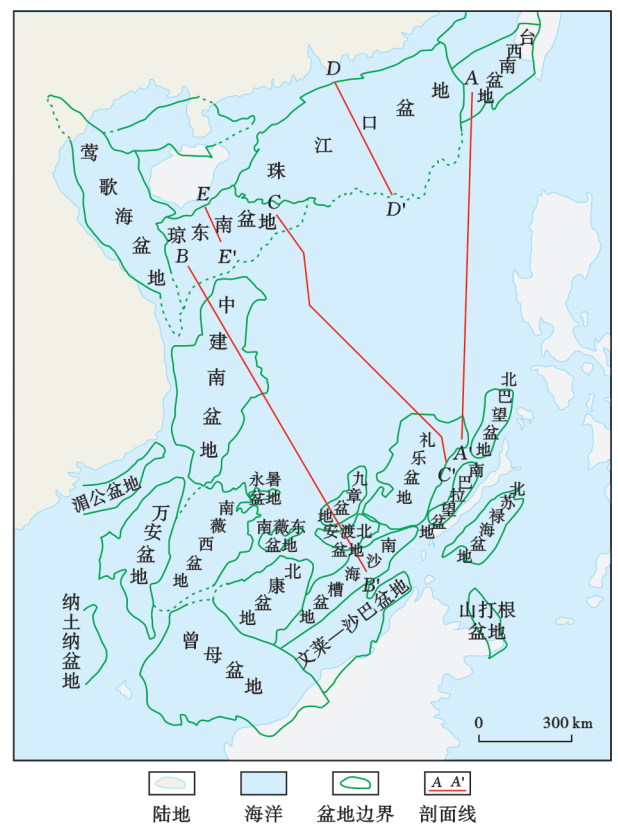 台西南盆地
A
D
珠江口盆地
D'
莺歌海盆地
E
C
琼东南盆地
B
E'
中建南盆地
北巴望盆地
礼乐盆地
A'
C'
南巴拉望盆地
北苏禄海盆地
湄公盆地
永暑盆地
九章盆地
万安盆地
南薇西盆地
南薇东盆地
安渡北盆地
南沙海槽盆地
B'
北康盆地
文莱—沙巴盆地
纳土纳盆地
曾母盆地
山打根盆地
0 300 km
A A'
陆地 海洋 盆地边界 剖面线